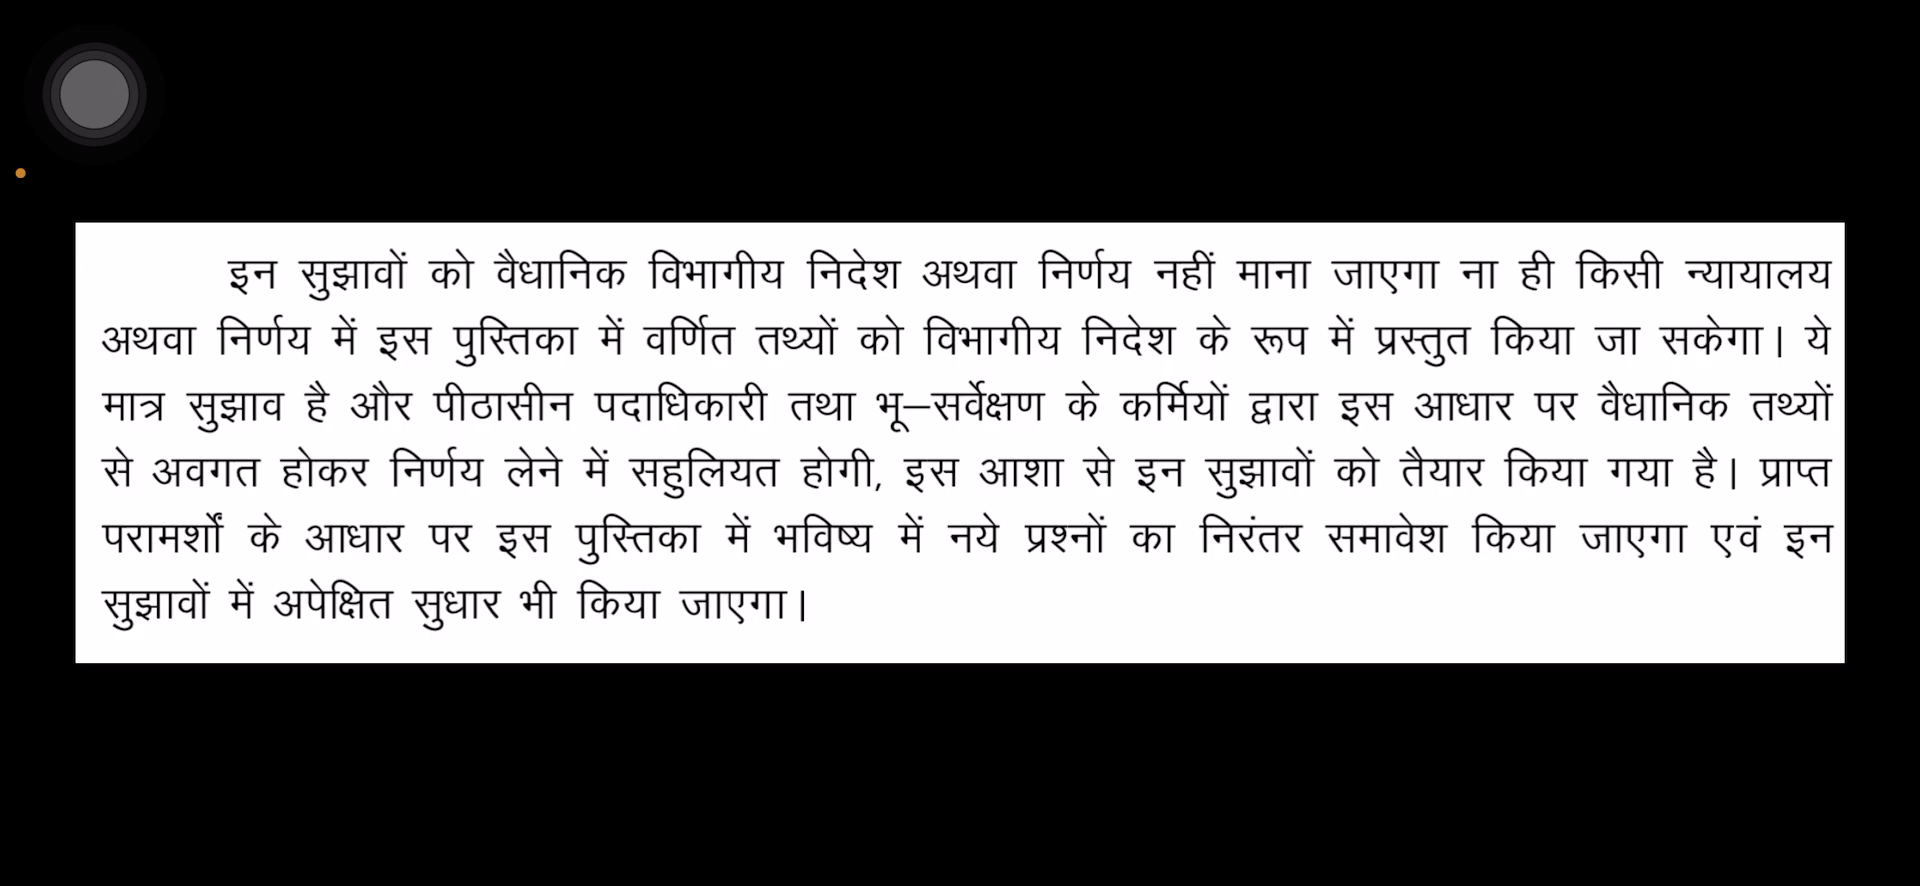 इन सुझावों को वैधानिक विभागीय निदेश अथवा निर्णय नहीं माना जाएगा ना ही किसी न्यायालय
अथवा निर्णय में इस पुस्तिका में वर्णित तथ्यों को विभागीय निदेश के रूप में प्रस्तुत किया जा सकेगा। ये
मात्र सुझाव है और पीठासीन पदाधिकारी तथा भू–सर्वेक्षण के कर्मियों द्वारा इस आधार पर वैधानिक तथ्यों
से अवगत होकर निर्णय लेने में सहुलियत होगी, इस आशा से इन सुझावों को तैयार किया गया है। प्राप्त
परामर्शों के आधार पर इस पुस्तिका में भविष्य में नये प्रश्नों का निरंतर समावेश किया जाएगा एवं इन
सुझावों में अपेक्षित सुधार भी किया जाएगा।